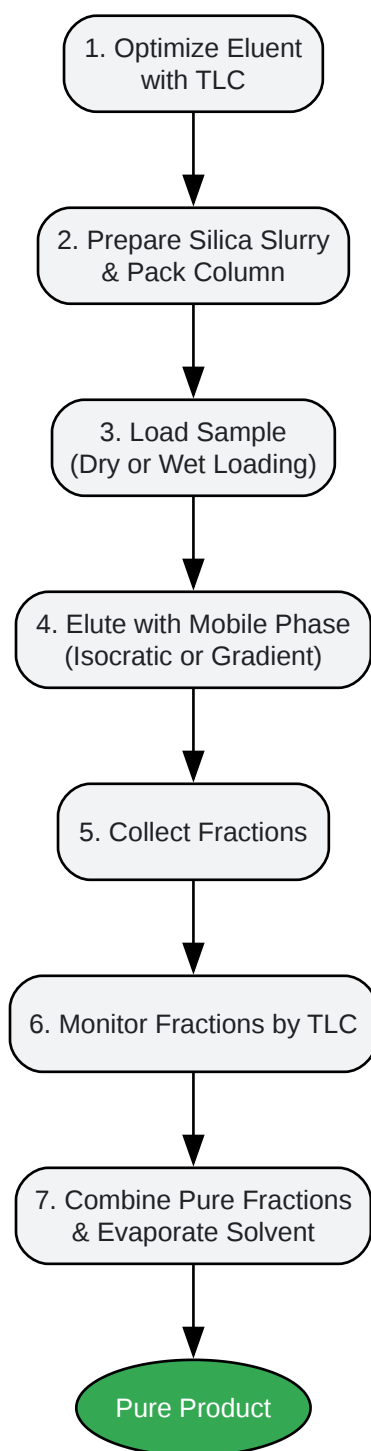 1. Optimize Eluent
with TLC
2. Prepare Silica Slurry
& Pack Column
3. Load Sample
(Dry or Wet Loading)
4. Elute with Mobile Phase
(Isocratic or Gradient)
5. Collect Fractions
6. Monitor Fractions by TLC
7. Combine Pure Fractions
& Evaporate Solvent
Pure Product